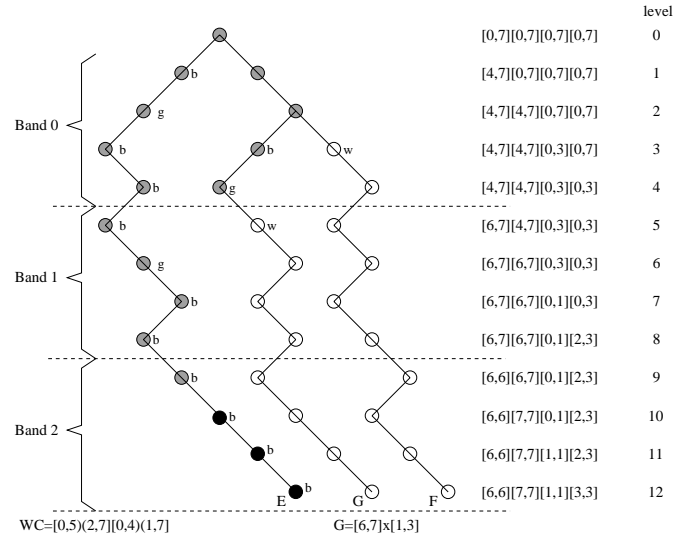 level
[0,7][0,7][0,7][0,7] 0
b [4,7][0,7][0,7][0,7] 1
g [4,7][4,7][0,7][0,7] 2
Band 0
b b w [4,7][4,7][0,3][0,7] 3
b g [4,7][4,7][0,3][0,3] 4
b w [6,7][4,7][0,3][0,3] 5
g [6,7][6,7][0,3][0,3] 6
Band 1
b [6,7][6,7][0,1][0,3] 7
b [6,7][6,7][0,1][2,3] 8
b [6,6][6,7][0,1][2,3] 9
b [6,6][7,7][0,1][2,3] 10
Band 2
b [6,6][7,7][1,1][2,3] 11
b [6,6][7,7][1,1][3,3] 12
E G F
WC=[0,5)(2,7][0,4)(1,7] G=[6,7]x[1,3]